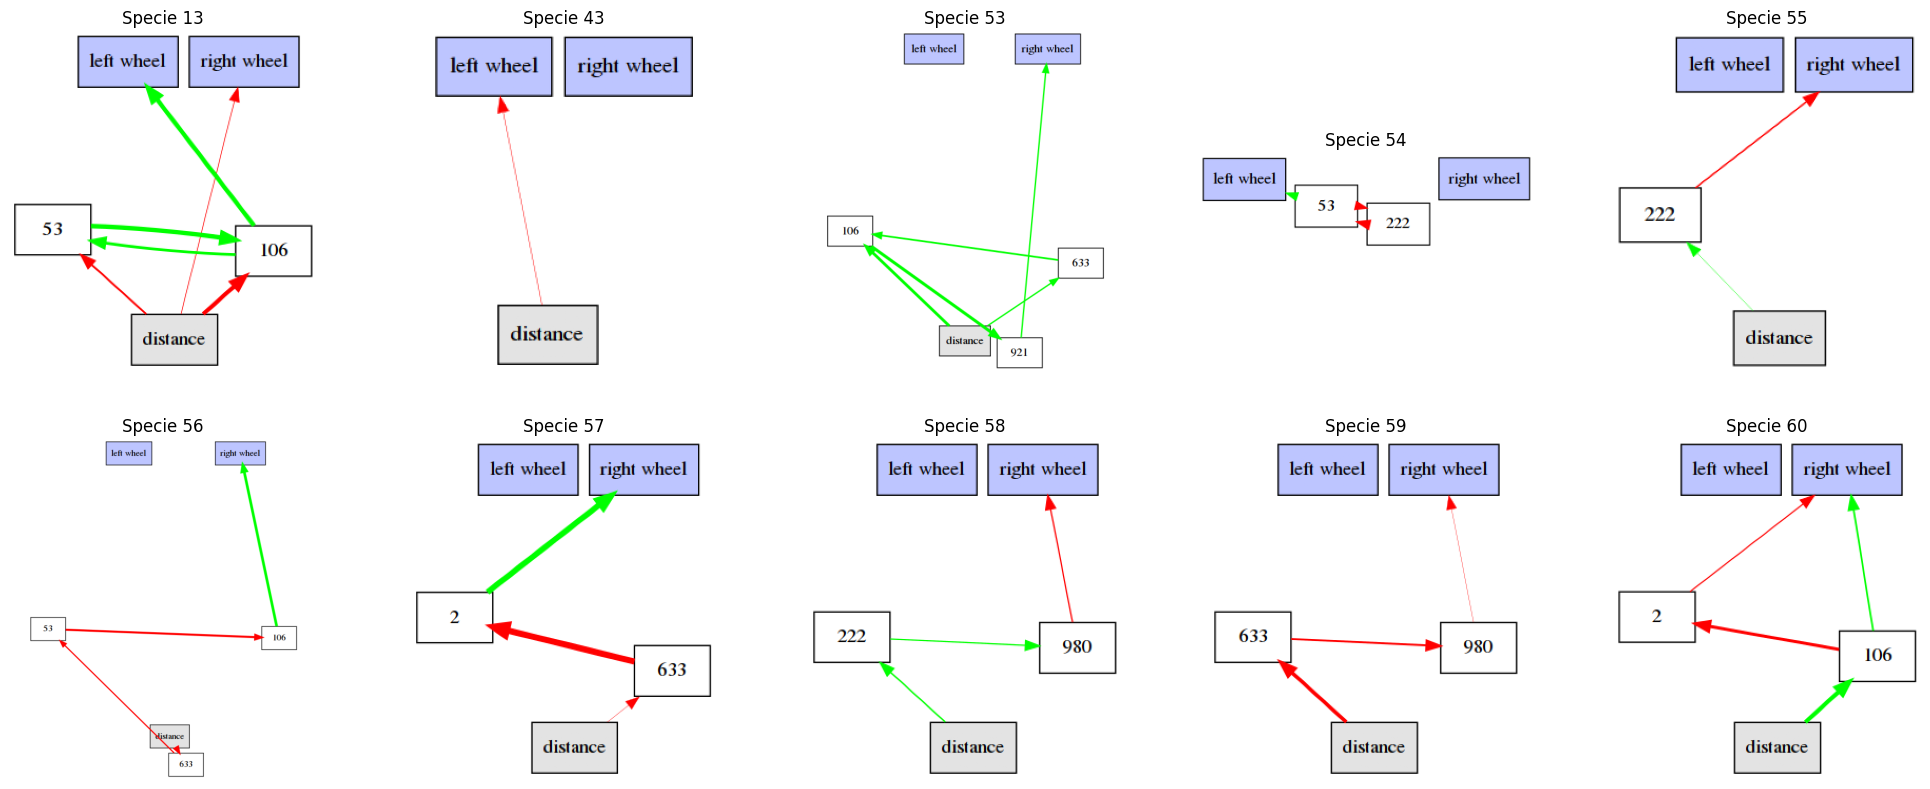 Specie 13
left wheel
right wheel
53
106
distance
Specie 43
left wheel
right wheel
distance
Specie 53
left wheel
right wheel
106
633
distance
921
Specie 54
left wheel
right wheel
53
222
Specie 55
left wheel
right wheel
222
distance
Specie 56
left wheel
right wheel
53
106
distance
633
Specie 57
left wheel
right wheel
2
633
distance
Specie 58
left wheel
right wheel
222
980
distance
Specie 59
left wheel
right wheel
633
980
distance
Specie 60
left wheel
right wheel
2
106
distance